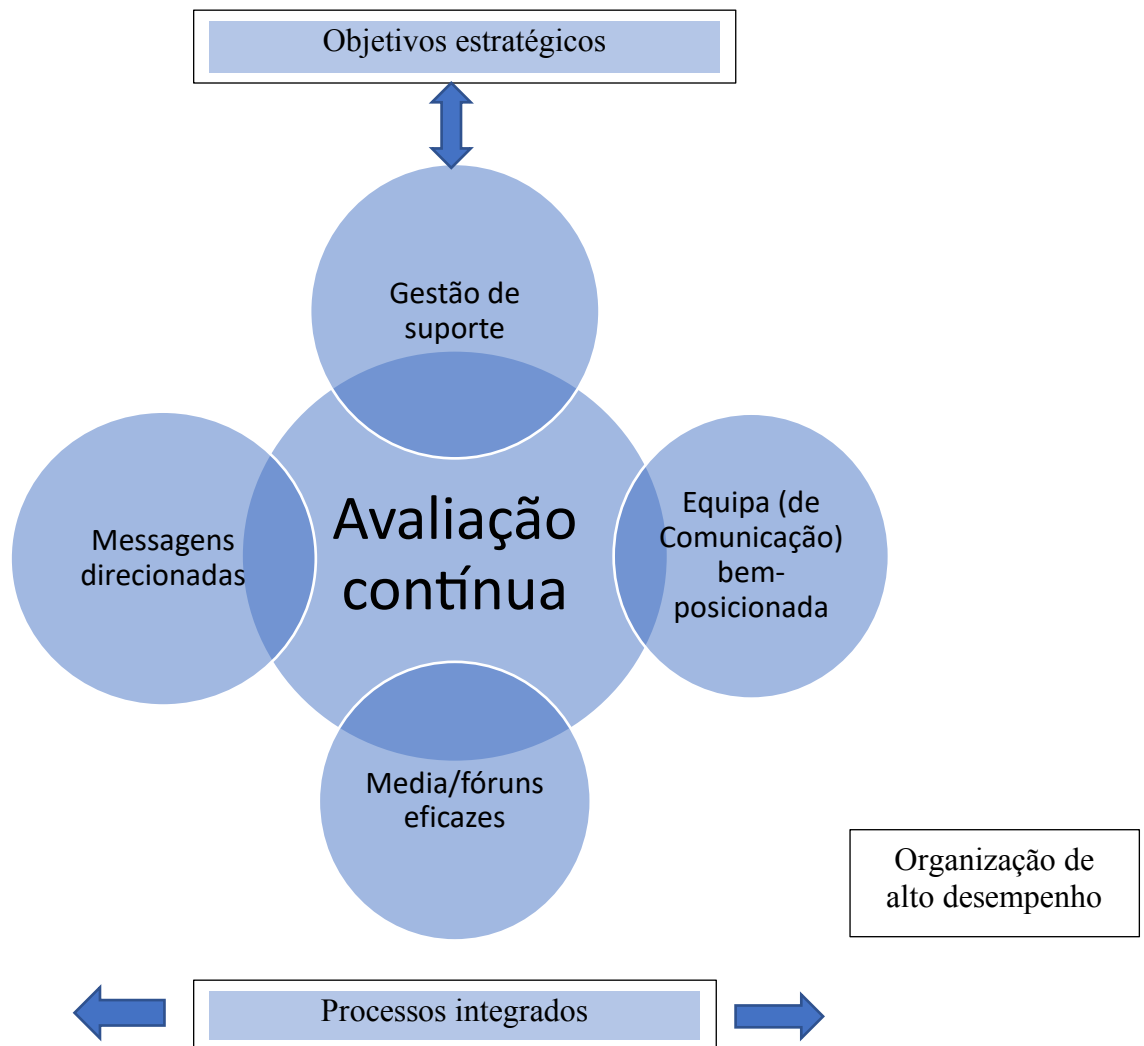 Objetivos estratégicos
Gestão de
suporte
Messagens
direcionadas
Avaliação
contínua
Equipa (de
Comunicação)
bem-
posicionada
Media/fóruns
eficazes
Organização de
alto desempenho
Processos integrados